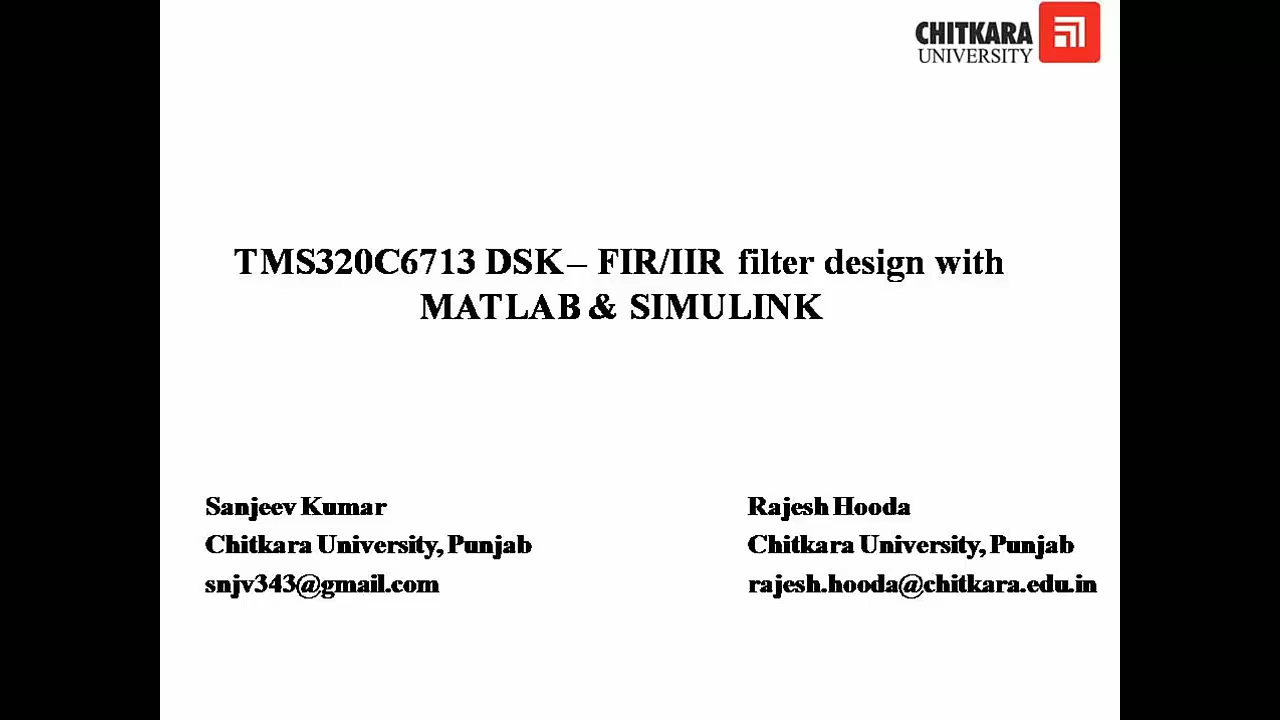 CHITKARA
UNIVERSITY
TMS320C6713 DSK – FIR/IIR filter design with
MATLAB & SIMULINK
Sanjeev Kumar
Chitkara University, Punjab
snjv343@gmail.com
Rajesh Hooda
Chitkara University, Punjab
rajesh.hooda@chitkara.edu.in